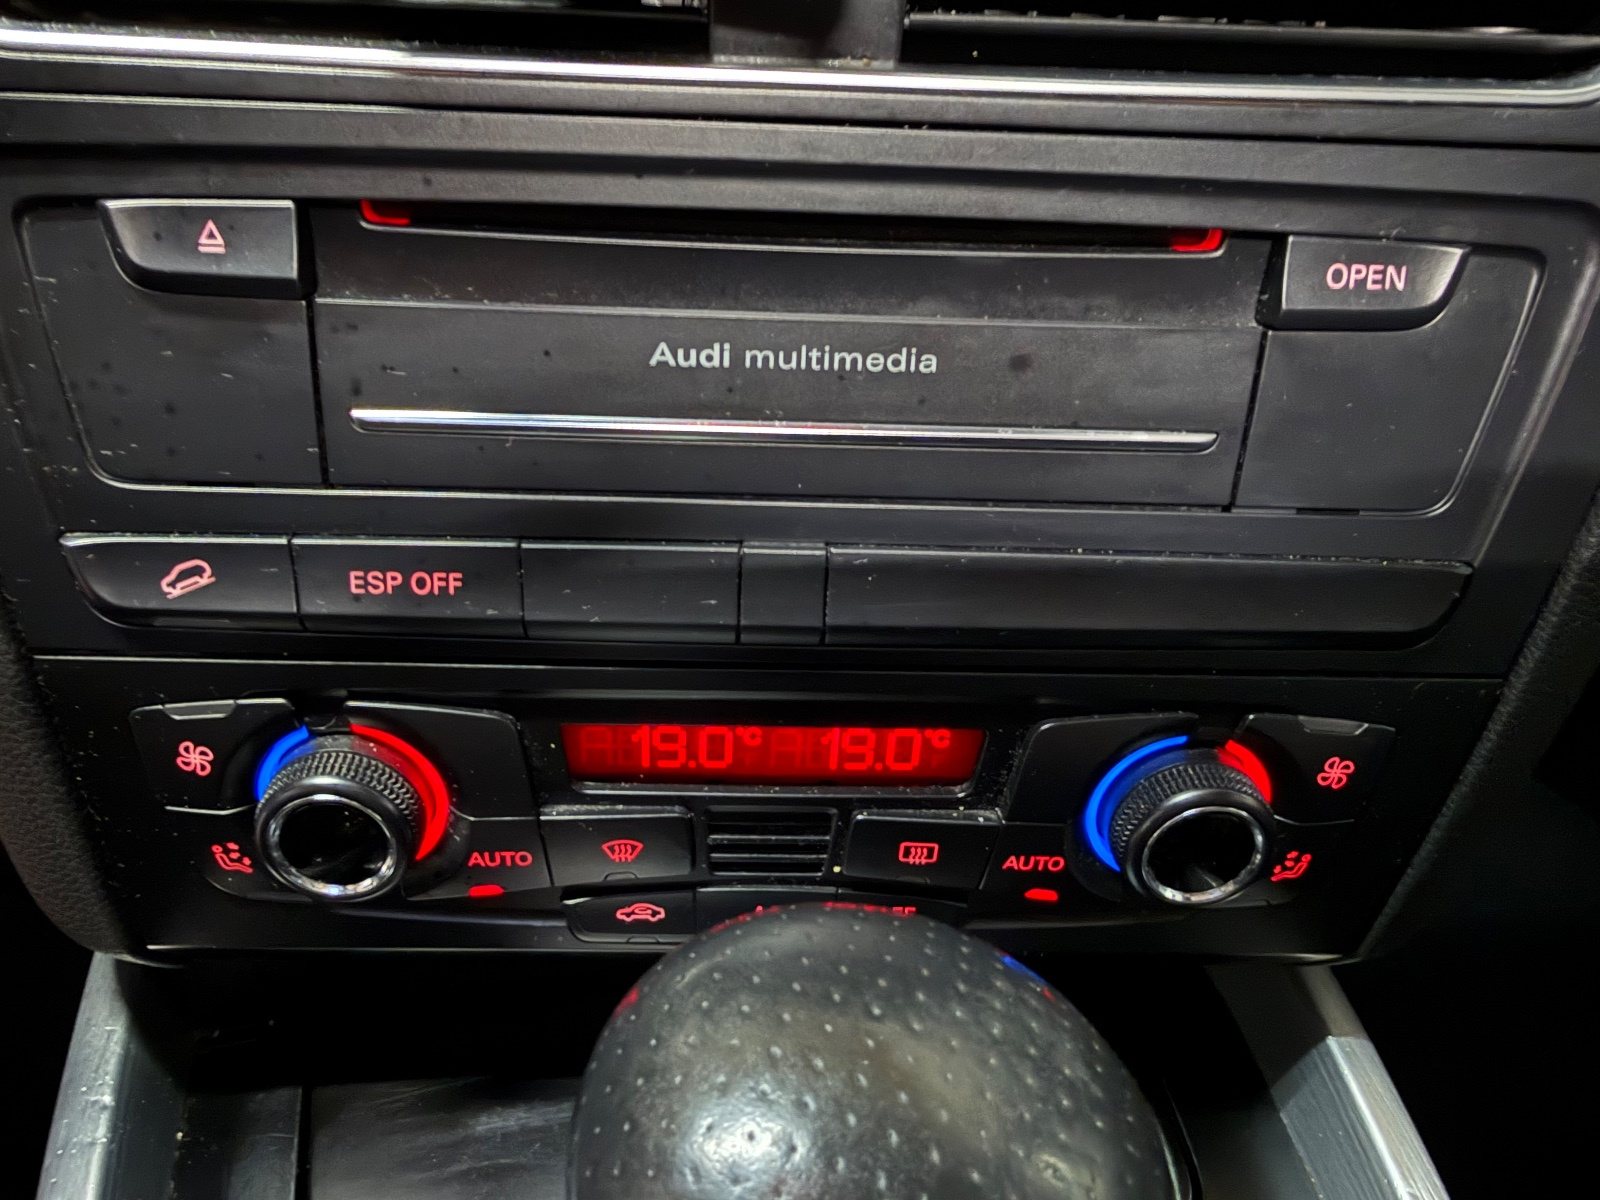 OPEN
Audi multimedia
ESP OFF
19.0°C 19.0°C
AUTO
AUTO